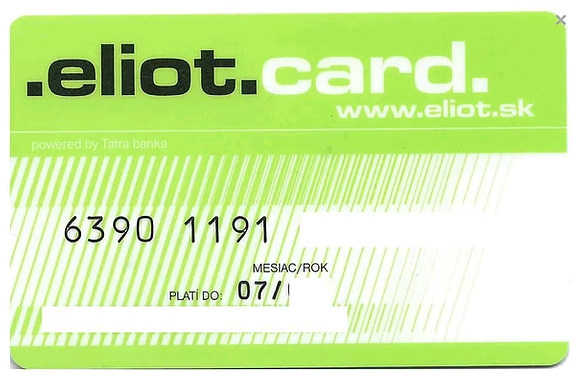 .eliot.card.
www.eliot.sk
powered by Tatra banka
6390 1191
MESIAC/ROK
PLATÍ DO: 07/